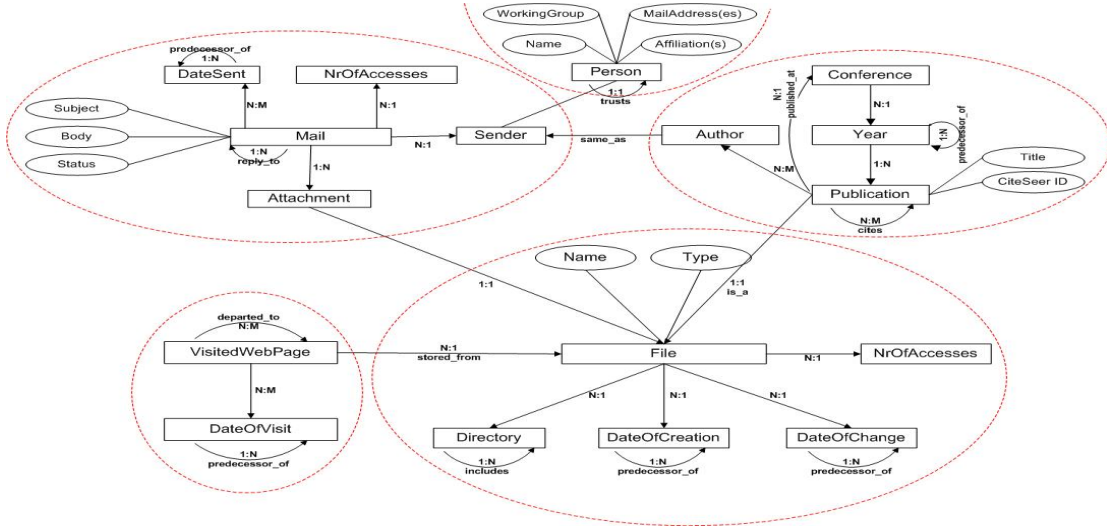 WorkingGroup
MailAddress(es)
Name
Affiliation(s)
Person
1:1
trusts
predecessor_of
1:N
DateSent
NrOfAccesses
N:M
N:1
Subject
Body
Status
Mail
1:N
reply_to
N:1
Sender
1:N
Attachment
same_as
Author
N:M
N:1
published_at
Conference
N:1
Year
1:N
predecessor_of
1:N
Publication
N:M
cites
Title
CiteSeer ID
Name
Type
1:1
1:1
is_a
departed_to
N:M
VisitedWebPage
N:1
stored_from
File
N:1
NrOfAccesses
N:M
DateOfVisit
1:N
predecessor_of
N:1
N:1
N:1
Directory
1:N
includes
DateOfCreation
1:N
predecessor_of
DateOfChange
1:N
predecessor_of